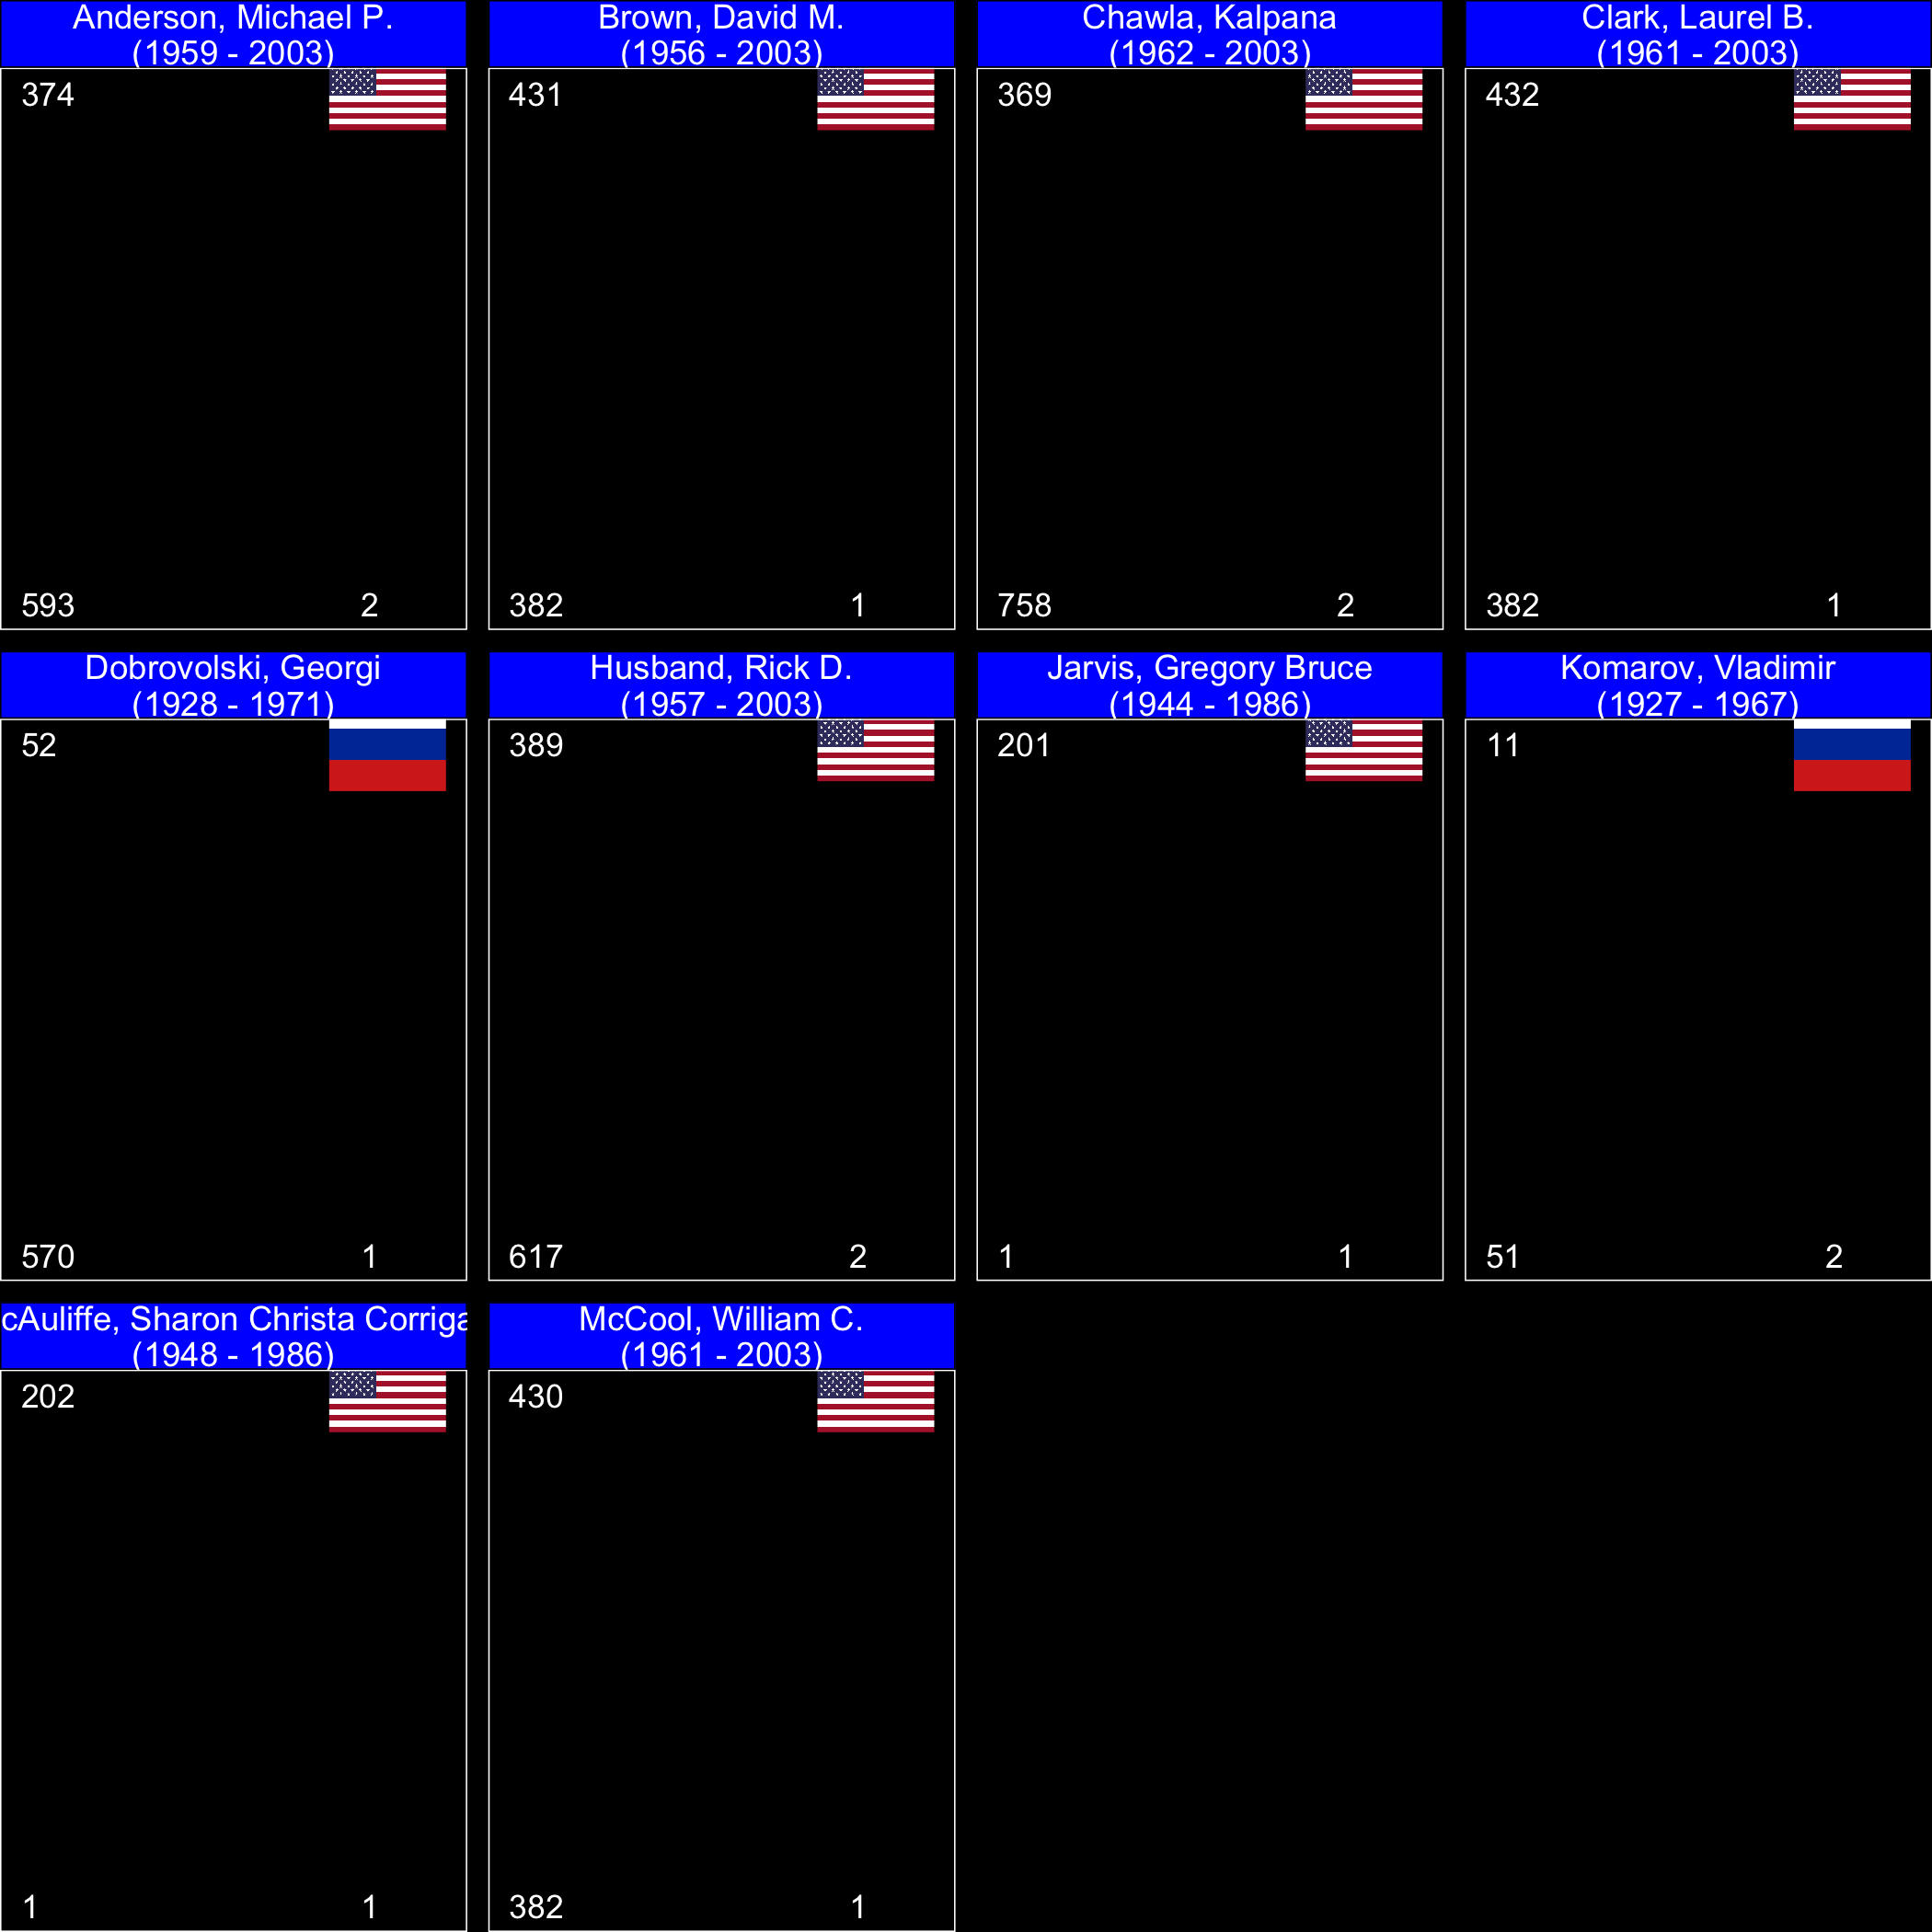 Anderson, Michael P.
(1959 - 2003)
374
593 2
Brown, David M.
(1956 - 2003)
431
382 1
Chawla, Kalpana
(1962 - 2003)
369
758 2
Clark, Laurel B.
(1961 - 2003)
432
382 1
Dobrovolski, Georgi
(1928 - 1971)
52
570 1
Husband, Rick D.
(1957 - 2003)
389
617 2
Jarvis, Gregory Bruce
(1944 - 1986)
201
1 1
Komarov, Vladimir
(1927 - 1967)
11
51 2
cAuliffe, Sharon Christa Corriga
(1948 - 1986)
202
1 1
McCool, William C.
(1961 - 2003)
430
382 1